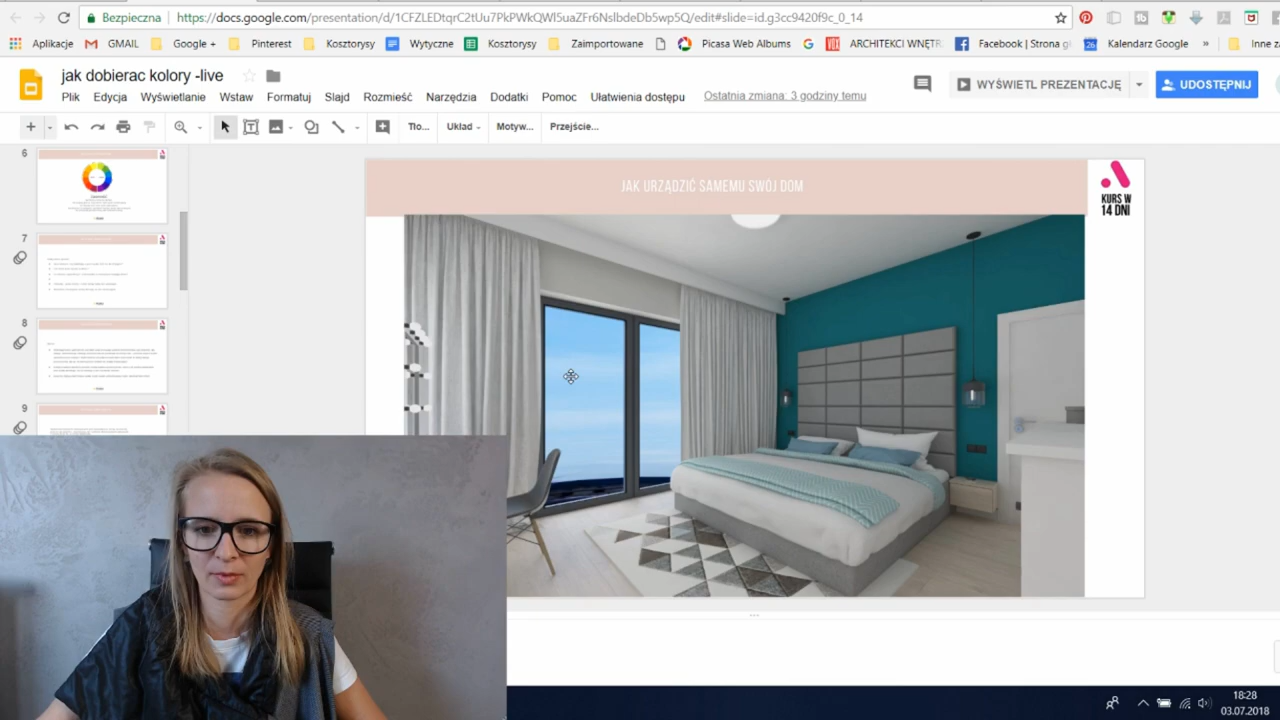 Bezpieczna
https://docs.google.com/presentation/d/1CFZLEDtqrC2tUu7PkPWkQWl5uaZFr6NslbdeDb5wp5Q/edit#slide=id.g3cc9420f9c_0_14
Aplikacje GMAIL Google + Pinterest Kosztorysy Wytyczne Kosztorysy Zaimportowane Picasa Web Albums ARCHITEKCI WNĘTR Facebook | Strona Kalendarz Google » Inne
jak dobierac kolory -live
WYŚWIETL PREZENTACJĘ
UDOSTĘPNIJ
Plik Edycja Wyświetlanie Wstaw Formatuj Slajd Rozmieść Narzędzia Dodatki Pomoc Ułatwienia dostępu Ostatnia zmiana: 3 godziny temu
Tło... Układ Motyw... Przejście...
6
7
8
9
JAK URZĄDZIĆ SAMEMU SWÓJ DOM
KURS W
14 DNI
18:28
03.07.2018